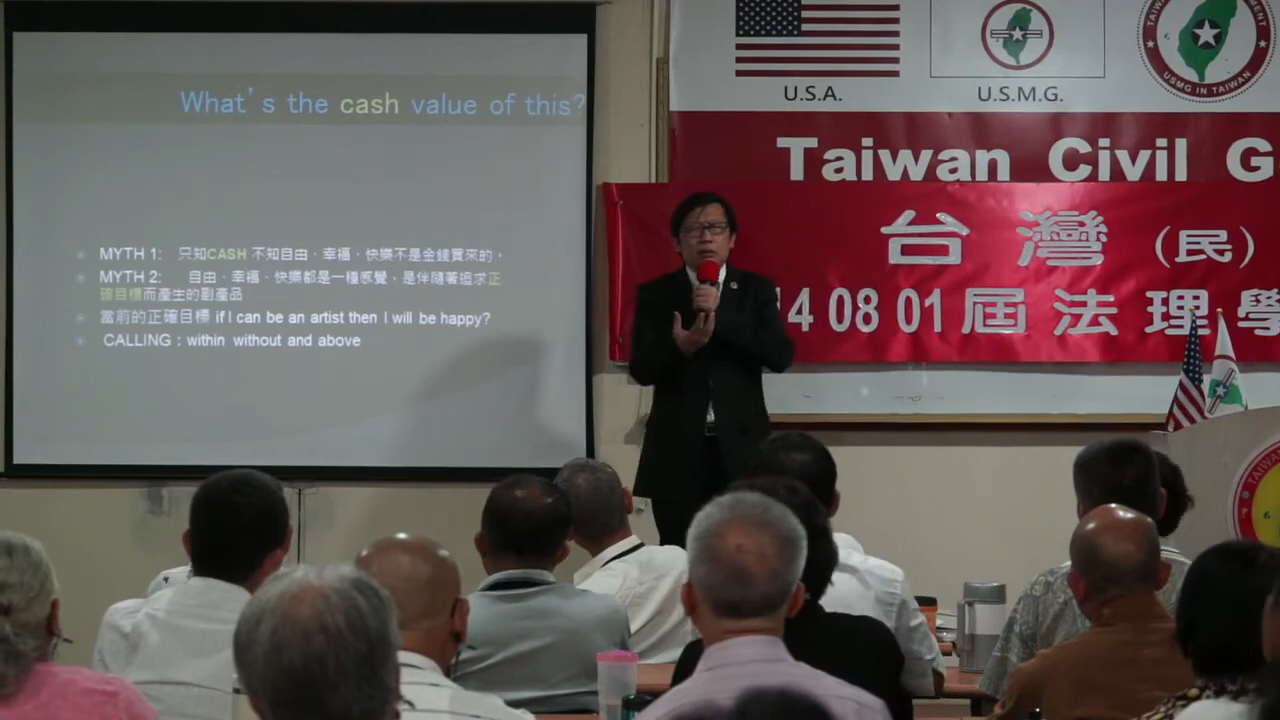 What's the cash value of this?
MYTH 1: 只知CASH 不知自由、幸福、快樂不是金錢買來的。
MYTH 2: 自由、幸福、快樂都是一種感覺，是伴隨著追求正
確目標而產生的副產品
當前的正確目標 if I can be an artist then I will be happy?
CALLING : within without and above
U.S.A.
U.S.M.G.
USMG IN TAIWAN
Taiwan Civil G
台灣（民）
14 08 01 屆法理學